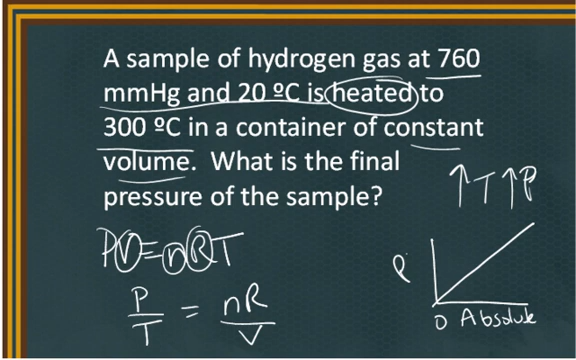 A sample of hydrogen gas at 760
mmHg and 20 ºC is heated to
300 ºC in a container of constant
volume. What is the final
pressure of the sample?
↑T↑P
PV=nRT
P/T = nR/V
P
0 Absolute